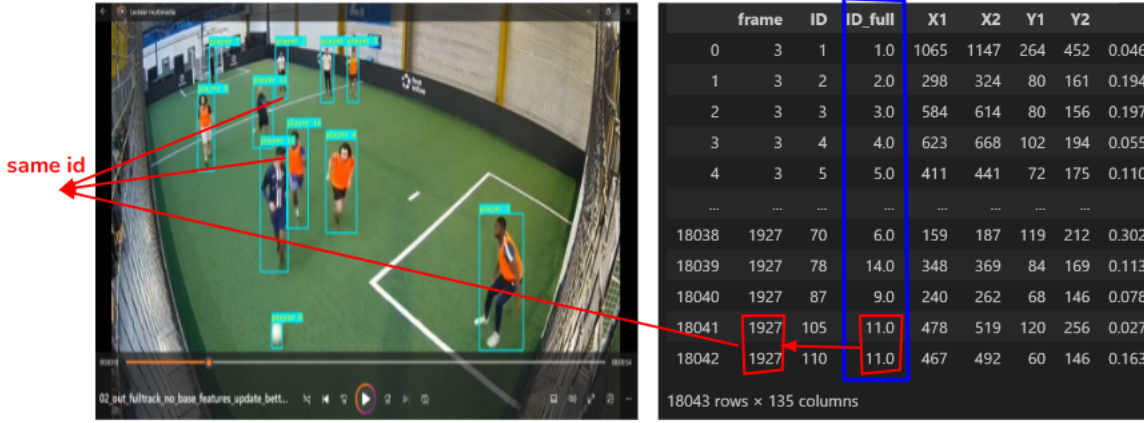 Lecteur multimédia
same id
00:00:54
02_out_fulltrack_no_base_features_update_bett...
frame ID ID_full X1 X2 Y1 Y2
0 3 1 1.0 1065 1147 264 452 0.046
1 3 2 2.0 298 324 80 161 0.194
2 3 3 3.0 584 614 80 156 0.197
3 3 4 4.0 623 668 102 194 0.055
4 3 5 5.0 411 441 72 175 0.110
... ... ... ... ... ... ... ...
18038 1927 70 6.0 159 187 119 212 0.302
18039 1927 78 14.0 348 369 84 169 0.113
18040 1927 87 9.0 240 262 68 146 0.078
18041 1927 105 11.0 478 519 120 256 0.027
18042 1927 110 11.0 467 492 60 146 0.163
18043 rows × 135 columns